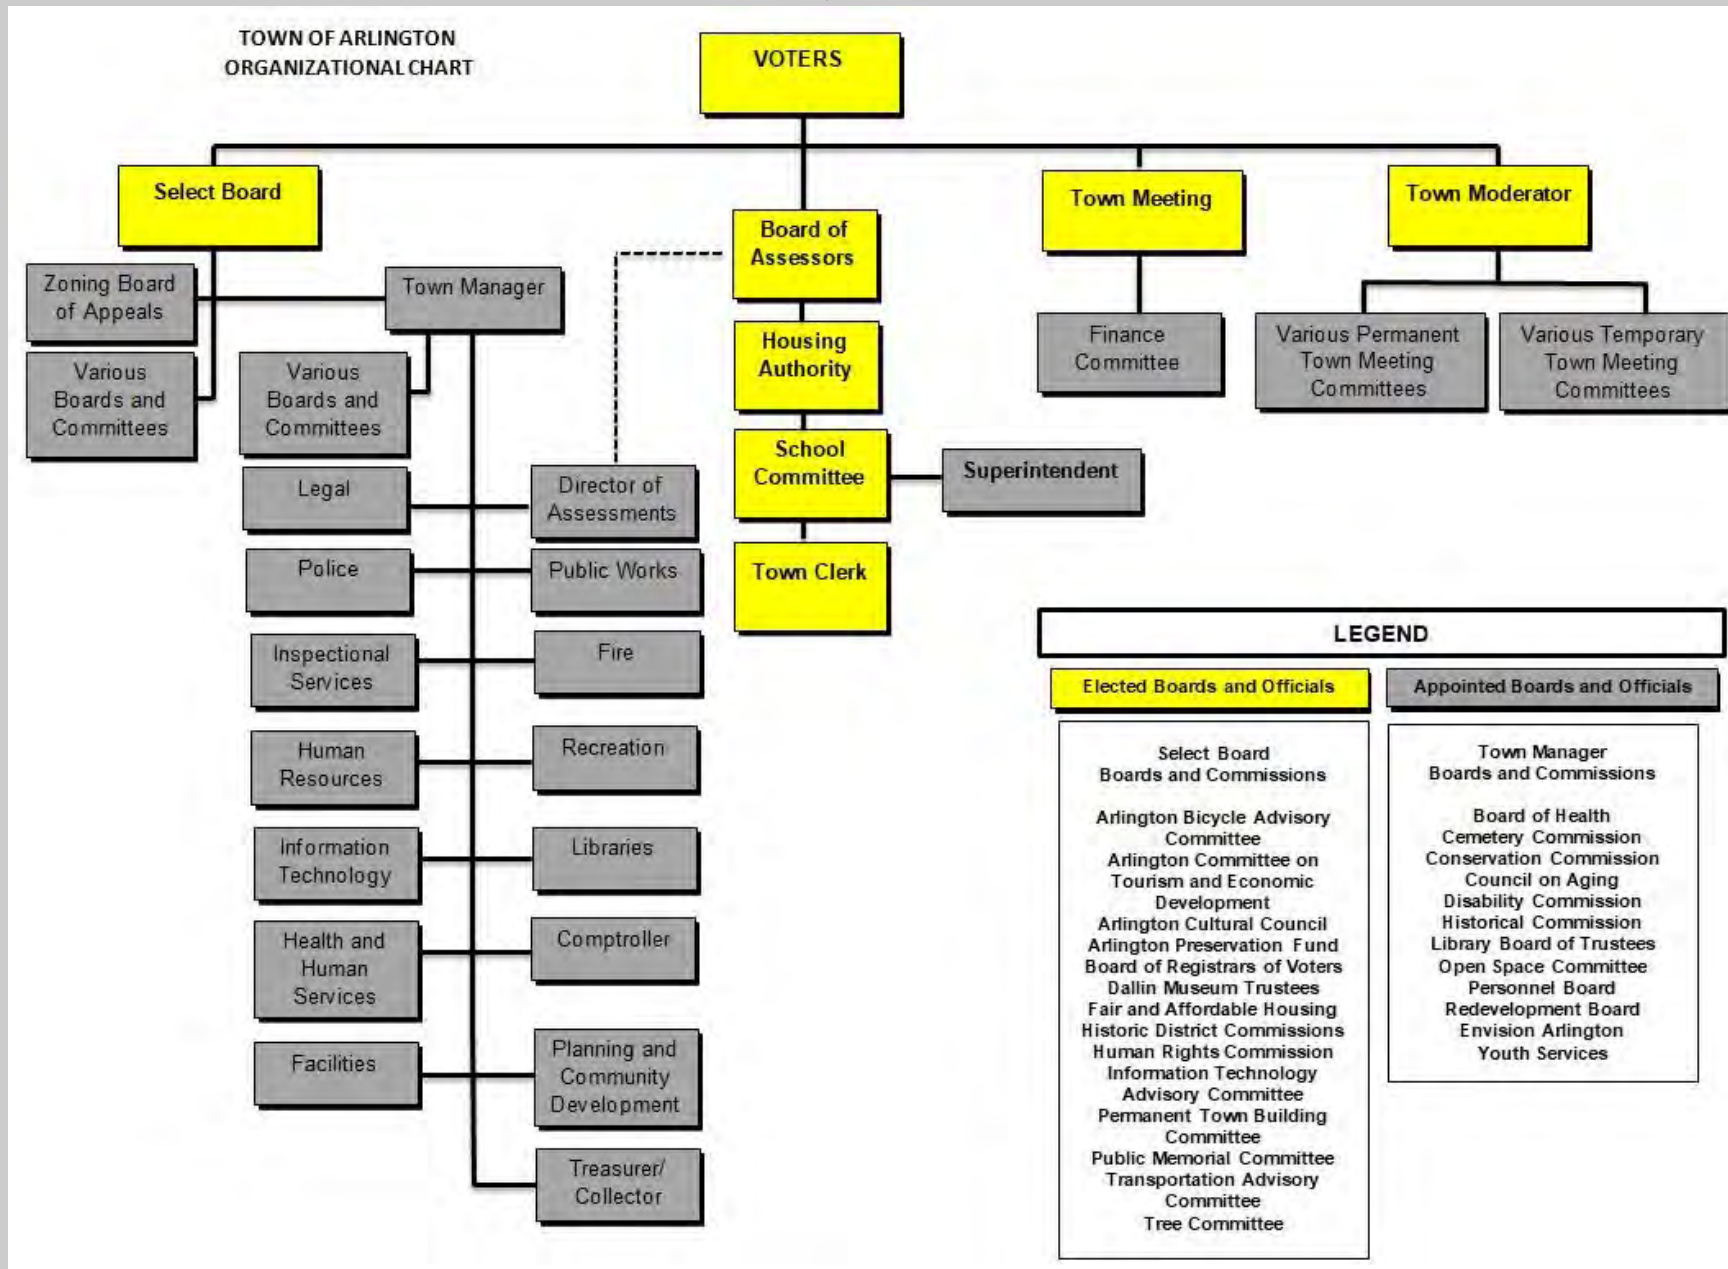 TOWN OF ARLINGTON
ORGANIZATIONAL CHART
VOTERS
Select Board
Town Meeting
Town Moderator
Board of
Assessors
Zoning Board
of Appeals
Town Manager
Various
Boards and
Committees
Various
Boards and
Committees
Housing
Authority
Finance
Committee
Various Permanent
Town Meeting
Committees
Various Temporary
Town Meeting
Committees
School
Committee
Superintendent
Legal
Director of
Assessments
Police
Public Works
Town Clerk
Inspectional
Services
Fire
Human
Resources
Recreation
Information
Technology
Libraries
Health and
Human
Services
Comptroller
Facilities
Planning and
Community
Development
Treasurer/
Collector
LEGEND
Elected Boards and Officials
Select Board
Boards and Commissions
Arlington Bicycle Advisory
Committee
Arlington Committee on
Tourism and Economic
Development
Arlington Cultural Council
Arlington Preservation Fund
Board of Registrars of Voters
Dallin Museum Trustees
Fair and Affordable Housing
Historic District Commissions
Human Rights Commission
Information Technology
Advisory Committee
Permanent Town Building
Committee
Public Memorial Committee
Transportation Advisory
Committee
Tree Committee
Appointed Boards and Officials
Town Manager
Boards and Commissions
Board of Health
Cemetery Commission
Conservation Commission
Council on Aging
Disability Commission
Historical Commission
Library Board of Trustees
Open Space Committee
Personnel Board
Redevelopment Board
Envision Arlington
Youth Services